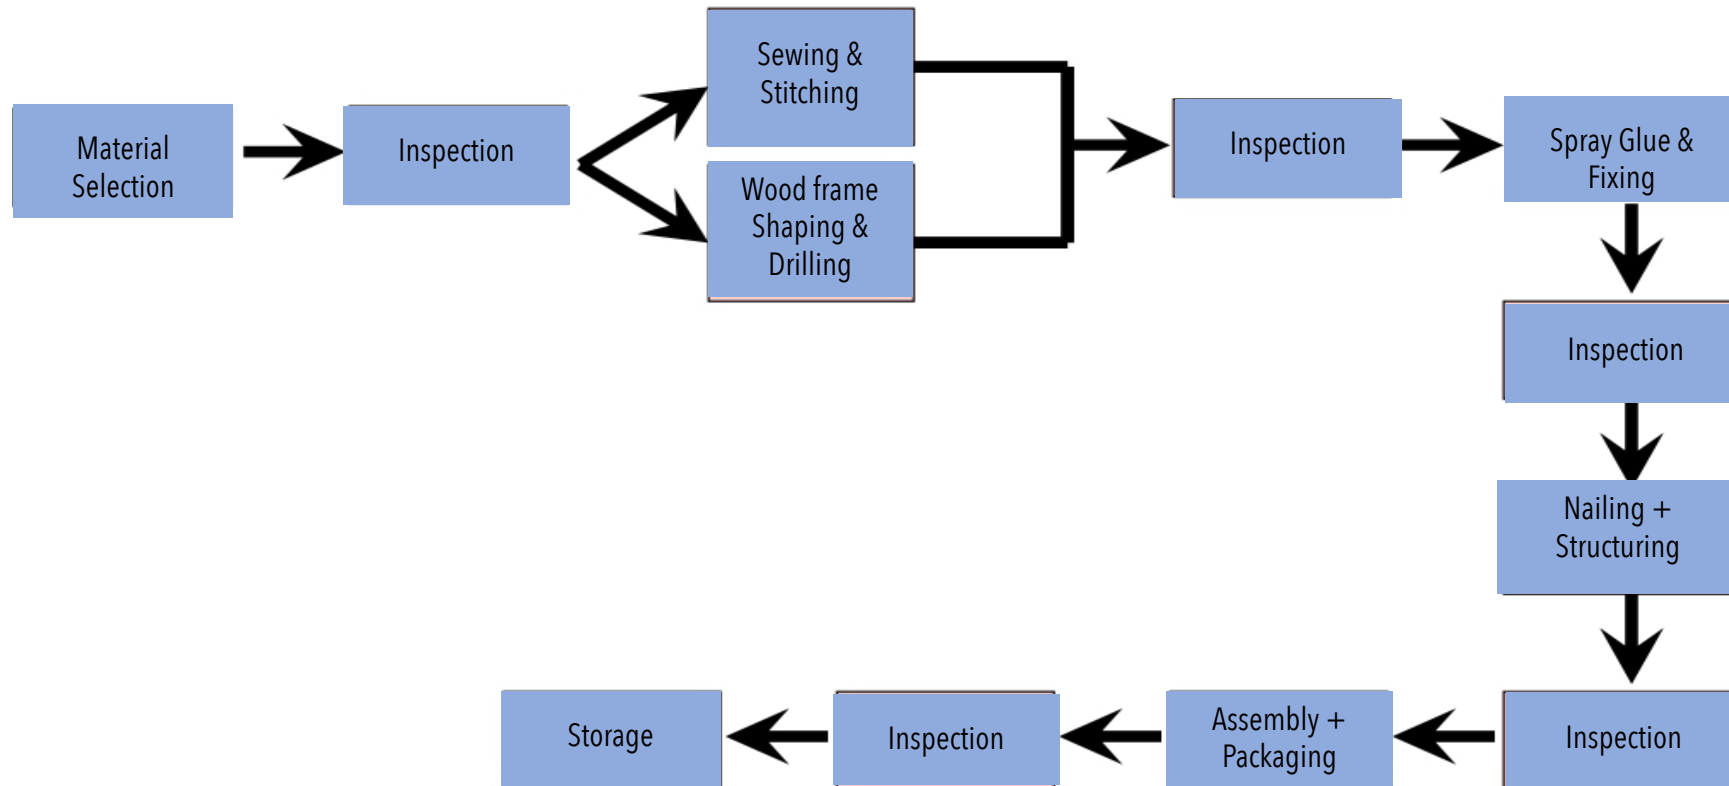 Material
Selection
Inspection
Sewing &
Stitching
Wood frame
Shaping &
Drilling
Inspection
Spray Glue &
Fixing
Inspection
Nailing +
Structuring
Inspection
Assembly +
Packaging
Inspection
Storage